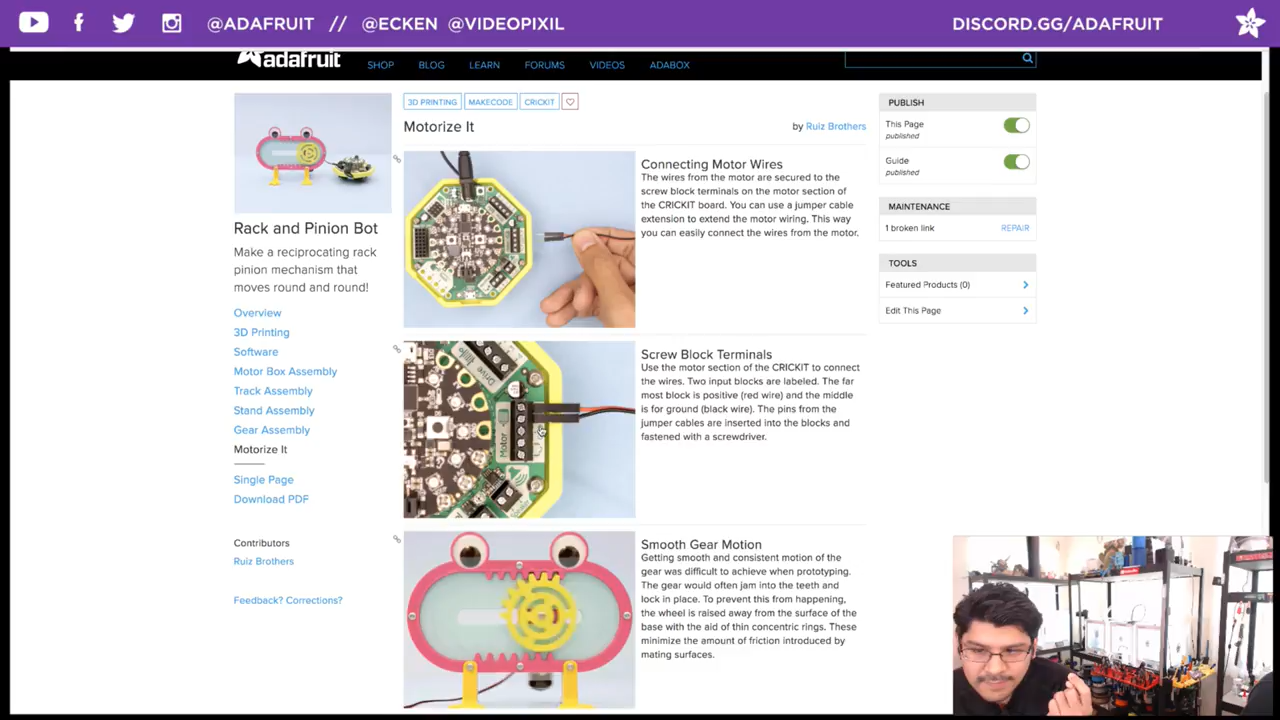 @ADAFRUIT // @ECKEN @VIDEOPIXIL
DISCORD.GG/ADAFRUIT
adafruit
SHOP
BLOG
LEARN
FORUMS
VIDEOS
ADABOX
3D PRINTING
MAKECODE
CRICKIT
Motorize It
by Ruiz Brothers
Rack and Pinion Bot
Make a reciprocating rack
pinion mechanism that
moves round and round!
Overview
3D Printing
Software
Motor Box Assembly
Track Assembly
Stand Assembly
Gear Assembly
Motorize It
Single Page
Download PDF
Contributors
Ruiz Brothers
Feedback? Corrections?
Connecting Motor Wires
The wires from the motor are secured to the
screw block terminals on the motor section of
the CRICKIT board. You can use a jumper cable
extension to extend the motor wiring. This way
you can easily connect the wires from the motor.
Drive
Motor
Speaker
Screw Block Terminals
Use the motor section of the CRICKIT to connect
the wires. Two input blocks are labeled. The far
most block is positive (red wire) and the middle
is for ground (black wire). The pins from the
jumper cables are inserted into the blocks and
fastened with a screwdriver.
Smooth Gear Motion
Getting smooth and consistent motion of the
gear was difficult to achieve when prototyping.
The gear would often jam into the teeth and
lock in place. To prevent this from happening,
the wheel is raised away from the surface of the
base with the aid of thin concentric rings. These
minimize the amount of friction introduced by
mating surfaces.
PUBLISH
This Page
published
Guide
published
MAINTENANCE
1 broken link
REPAIR
TOOLS
Featured Products (0)
Edit This Page